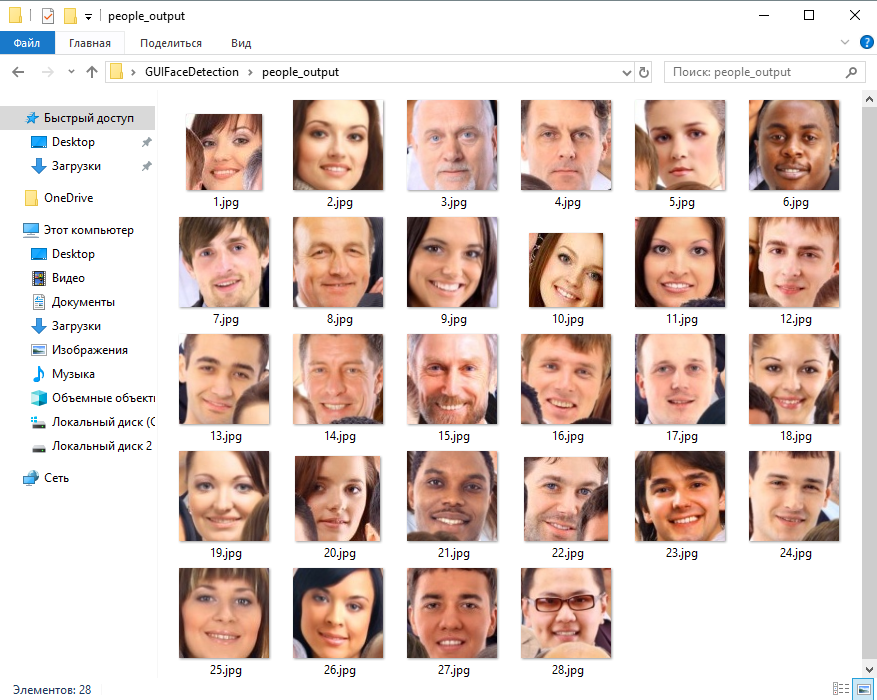 people_output
Файл Главная Поделиться Вид
GUIFaceDetection people_output Поиск: people_output
Быстрый доступ
Desktop
Загрузки
OneDrive
Этот компьютер
Desktop
Видео
Документы
Загрузки
Изображения
Музыка
Объемные объекты
Локальный диск (C
Локальный диск 2
Сеть
1.jpg 2.jpg 3.jpg 4.jpg 5.jpg 6.jpg
7.jpg 8.jpg 9.jpg 10.jpg 11.jpg 12.jpg
13.jpg 14.jpg 15.jpg 16.jpg 17.jpg 18.jpg
19.jpg 20.jpg 21.jpg 22.jpg 23.jpg 24.jpg
25.jpg 26.jpg 27.jpg 28.jpg
Элементов: 28